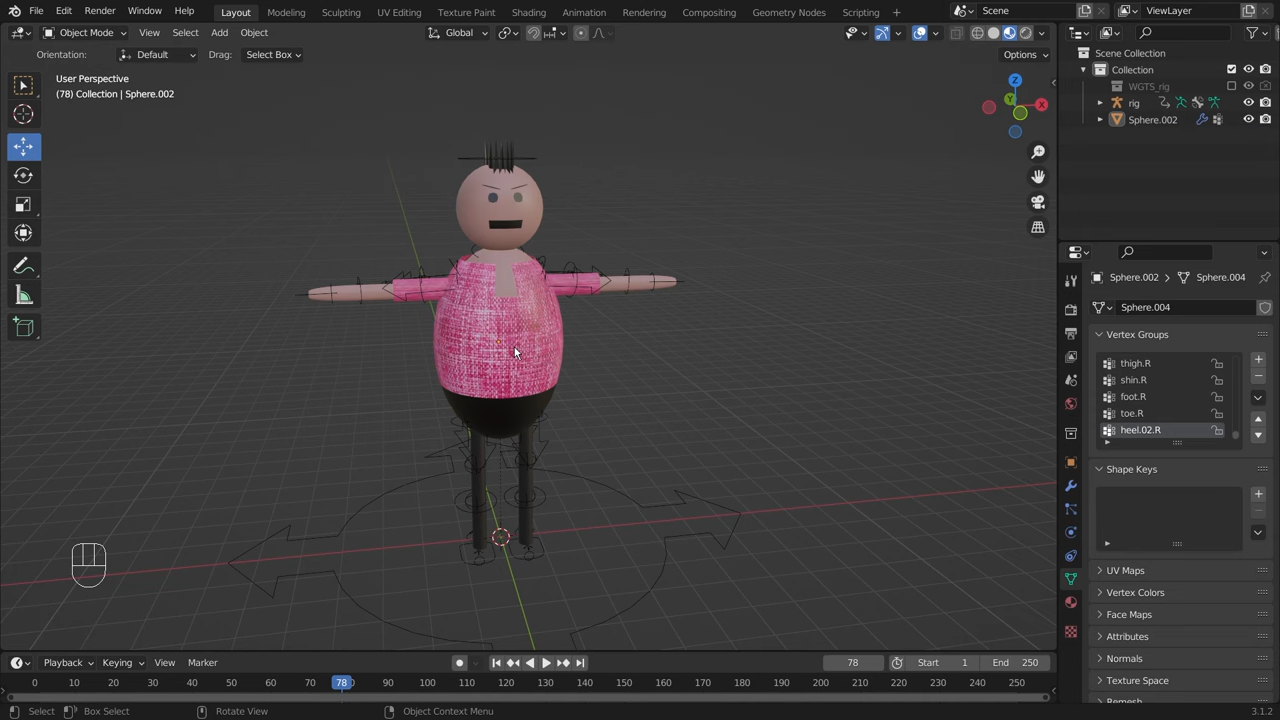 File Edit Render Window Help Layout Modeling Sculpting UV Editing Texture Paint Shading Animation Rendering Compositing Geometry Nodes Scripting Scene ViewLayer
Object Mode View Select Add Object Global
Orientation: Default Drag: Select Box Options
User Perspective
(78) Collection | Sphere.002
Scene Collection
Collection
WGTS_rig
rig
Sphere.002
X
Y
Z
Sphere.002 Sphere.004
Sphere.004
Vertex Groups
thigh.R
shin.R
foot.R
toe.R
heel.02.R
Shape Keys
UV Maps
Vertex Colors
Face Maps
Attributes
Normals
Texture Space
Remesh
Playback Keying View Marker 78 Start 1 End 250
0 10 20 30 40 50 60 70 78 90 100 110 120 130 140 150 160 170 180 190 200 210 220 230 240 250
Select Box Select Rotate View Object Context Menu 3.1.2